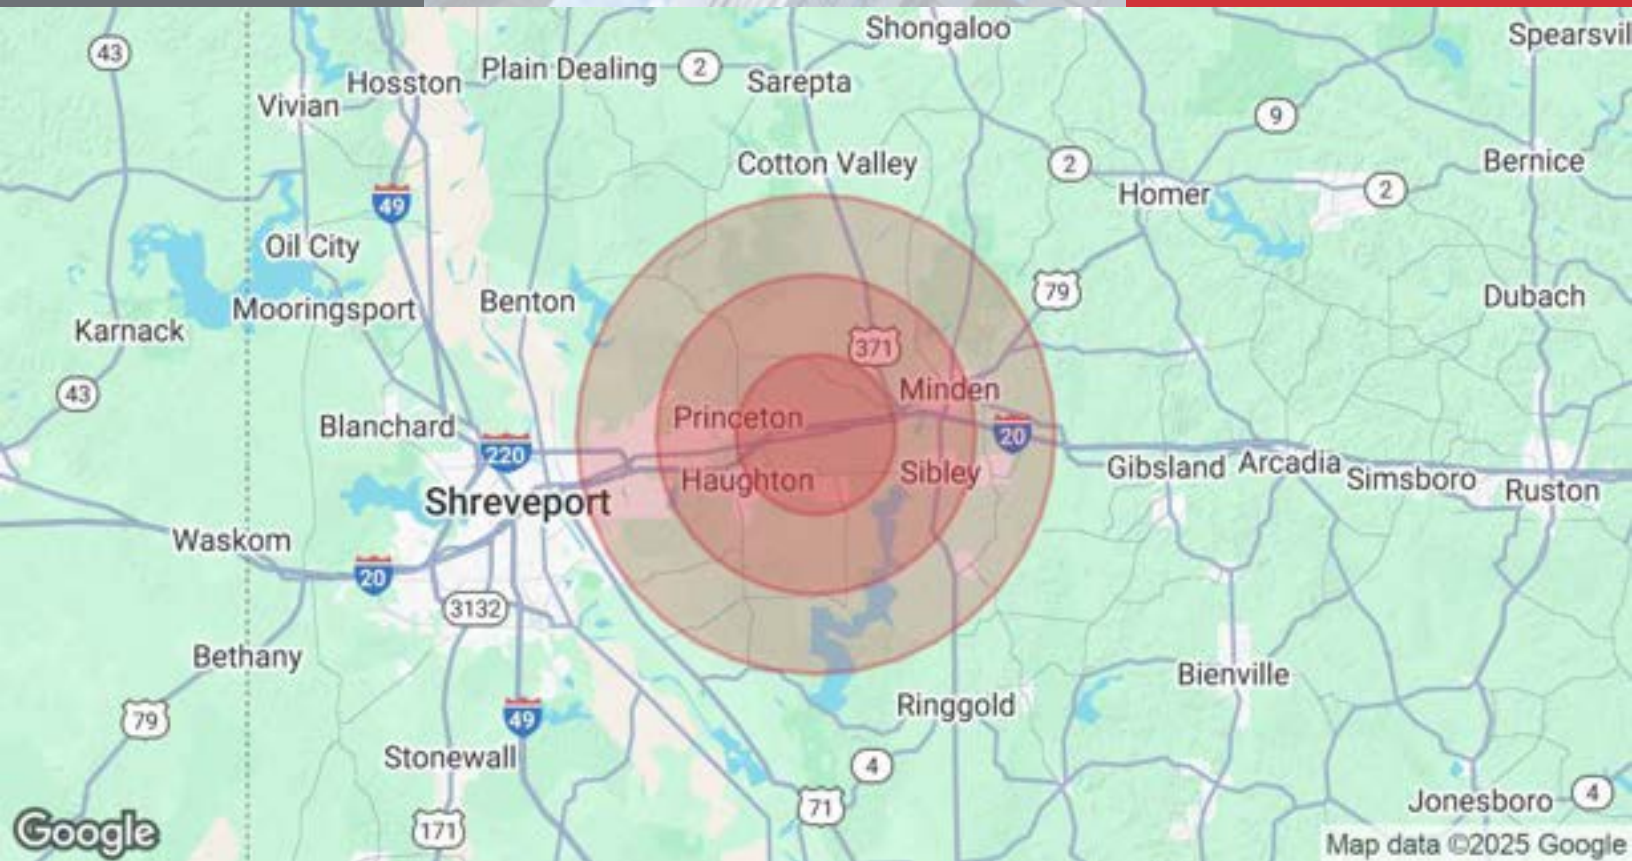 Shongaloo
Spearsvil
43
Plain Dealing
2
Sarepta
Hosston
Vivian
9
Cotton Valley
2
Bernice
Homer
2
49
Oil City
79
Dubach
Mooringsport
Benton
Karnack
371
43
Minden
Princeton
Blanchard
20
220
Gibsland
Arcadia
Haughton
Sibley
Simsboro
Ruston
Shreveport
Waskom
20
3132
Bethany
Bienville
Ringgold
79
49
Stonewall
4
71
Jonesboro
4
Google
171
Map data ©2025 Google